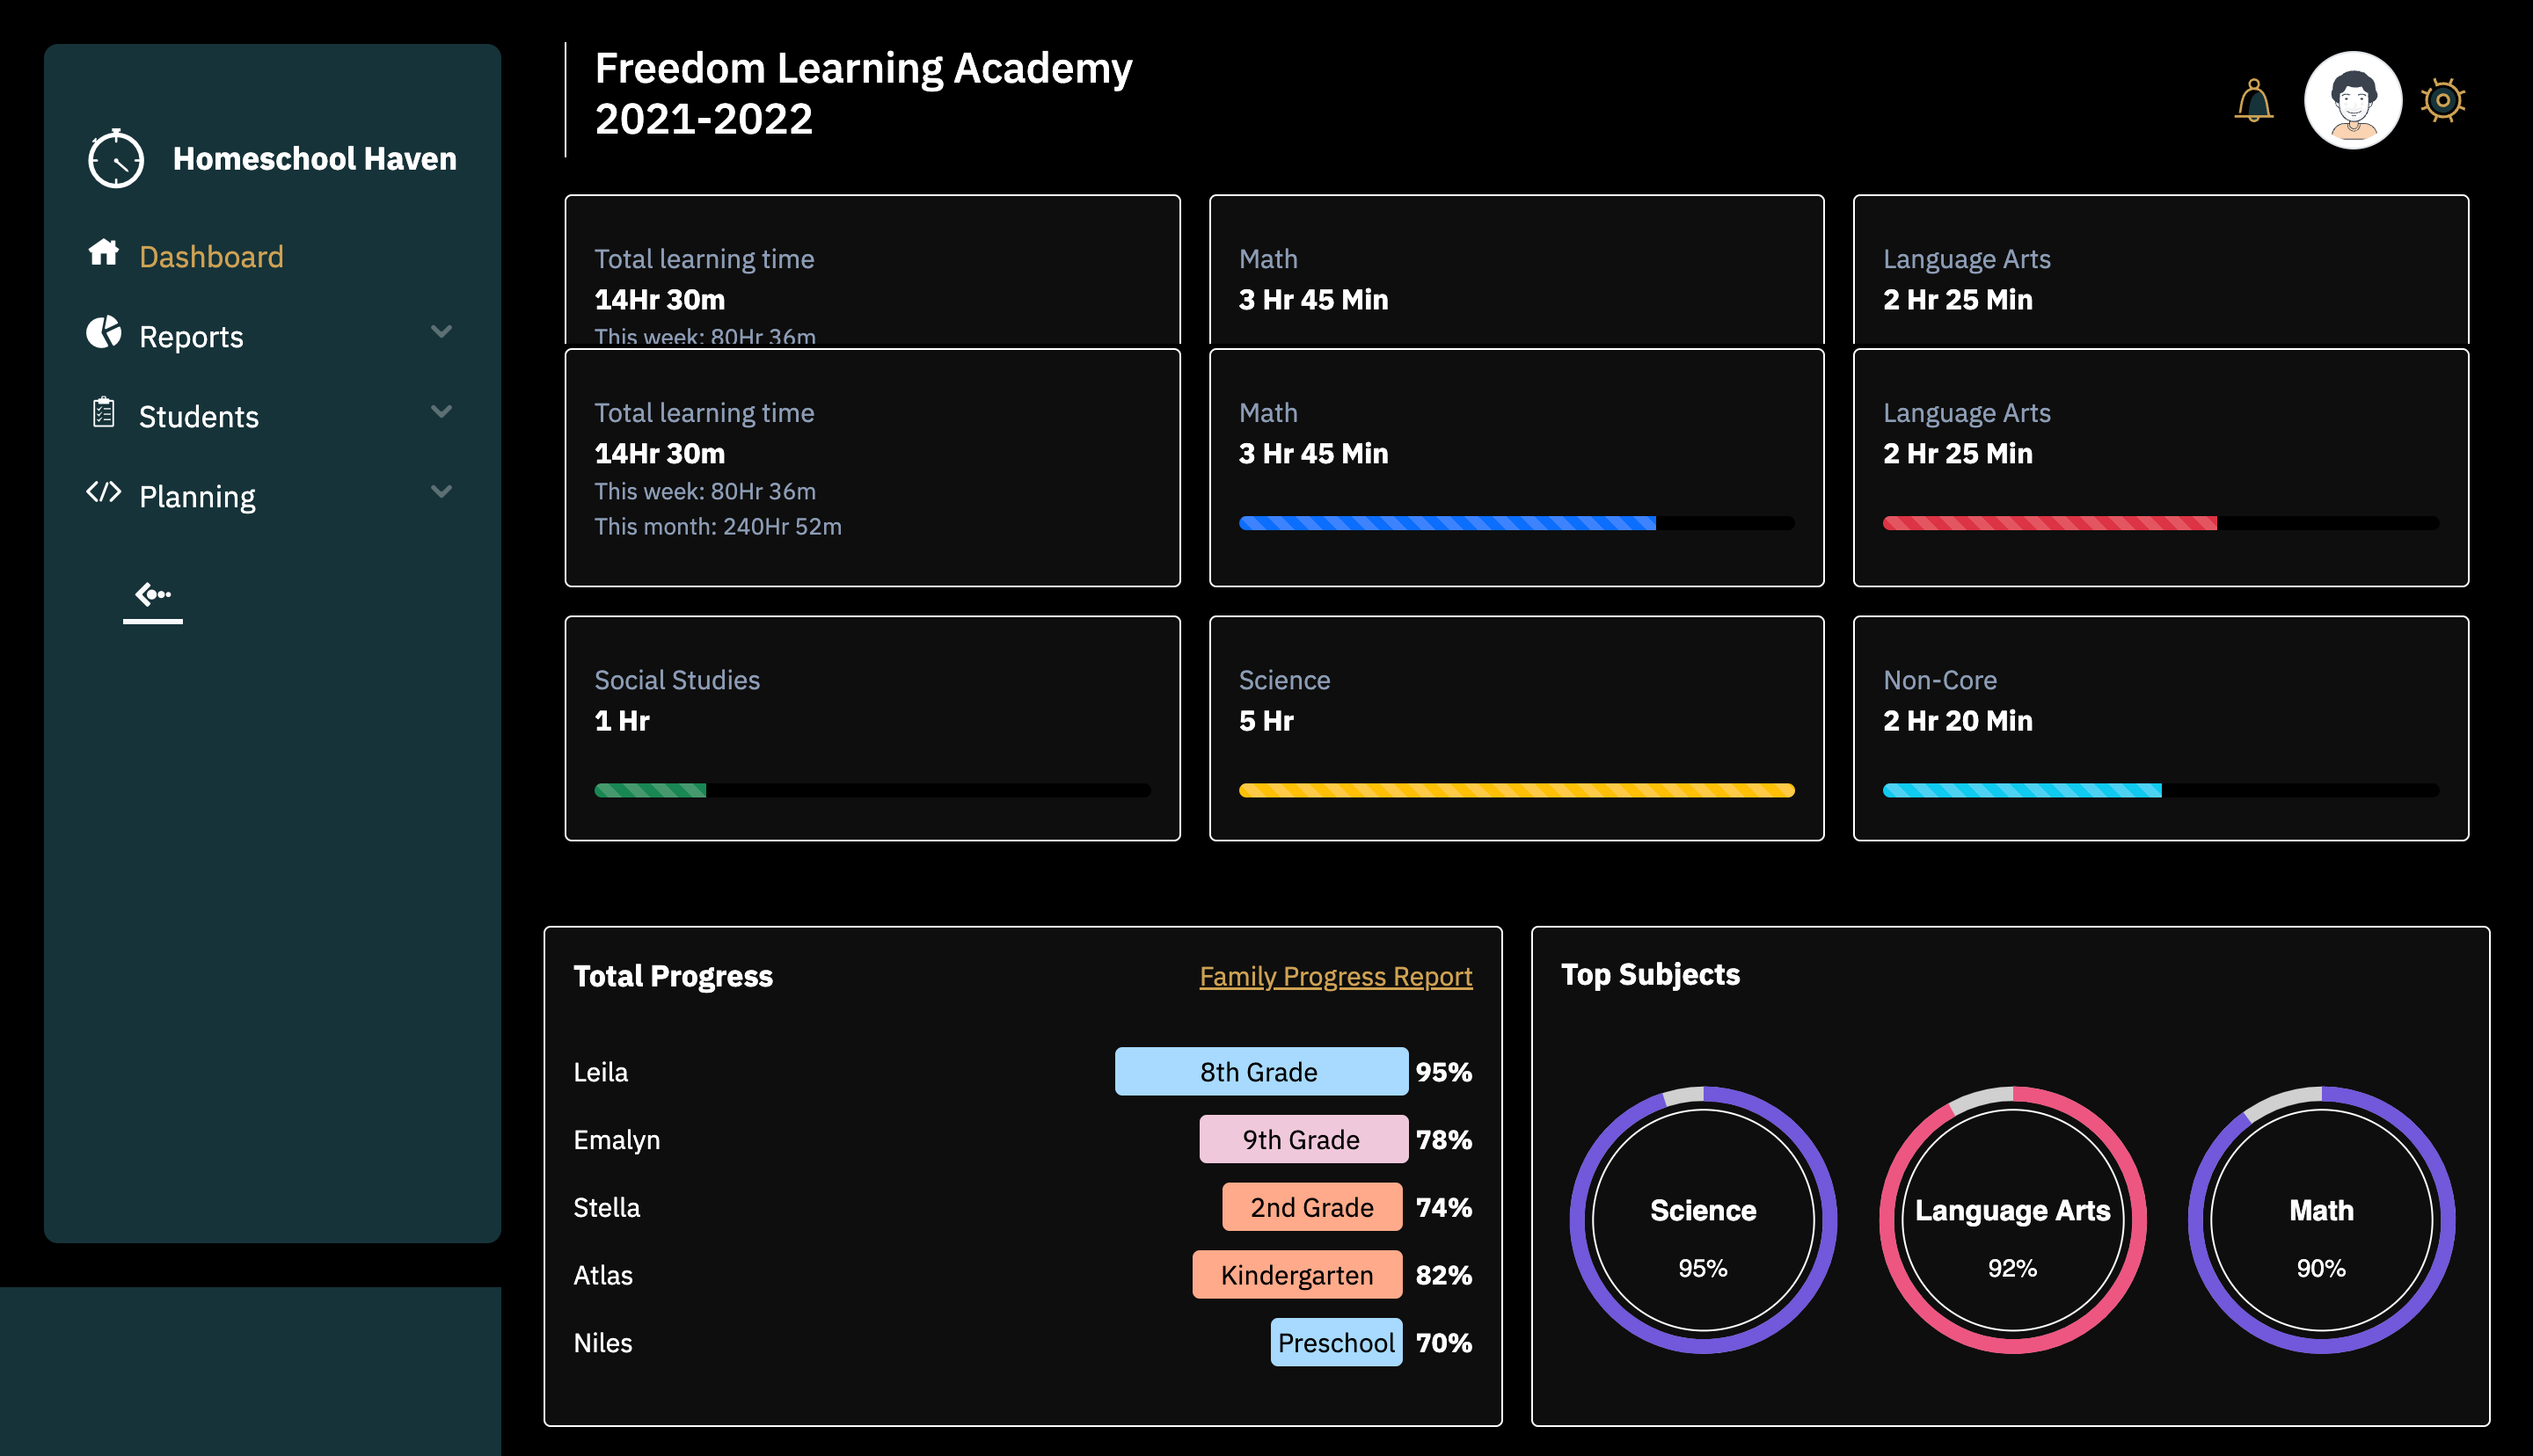 Homeschool Haven
Dashboard
Reports
Students
Planning
Freedom Learning Academy
2021-2022
Total learning time
14Hr 30m
This week: 80Hr 36m
Math
3 Hr 45 Min
Language Arts
2 Hr 25 Min
Total learning time
14Hr 30m
This week: 80Hr 36m
This month: 240Hr 52m
Math
3 Hr 45 Min
Language Arts
2 Hr 25 Min
Social Studies
1 Hr
Science
5 Hr
Non-Core
2 Hr 20 Min
Total Progress
Family Progress Report
Leila 8th Grade 95%
Emalyn 9th Grade 78%
Stella 2nd Grade 74%
Atlas Kindergarten 82%
Niles Preschool 70%
Top Subjects
Science
95%
Language Arts
92%
Math
90%